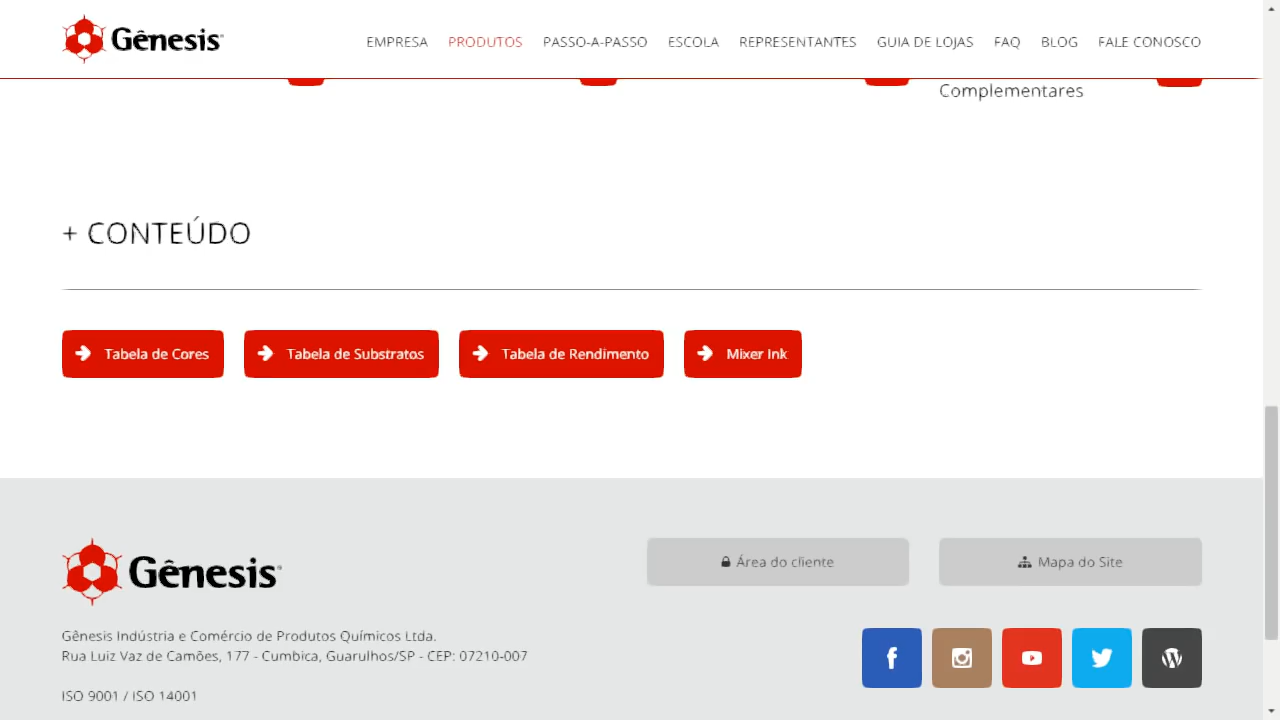 Gênesis
EMPRESA PRODUTOS PASSO-A-PASSO ESCOLA REPRESENTANTES GUIA DE LOJAS FAQ BLOG FALE CONOSCO
Complementares
+ CONTEÚDO
Tabela de Cores
Tabela de Substratos
Tabela de Rendimento
Mixer Ink
Gênesis
Área do cliente
Mapa do Site
Gênesis Indústria e Comércio de Produtos Químicos Ltda.
Rua Luiz Vaz de Camões, 177 - Cumbica, Guarulhos/SP - CEP: 07210-007
ISO 9001 / ISO 14001